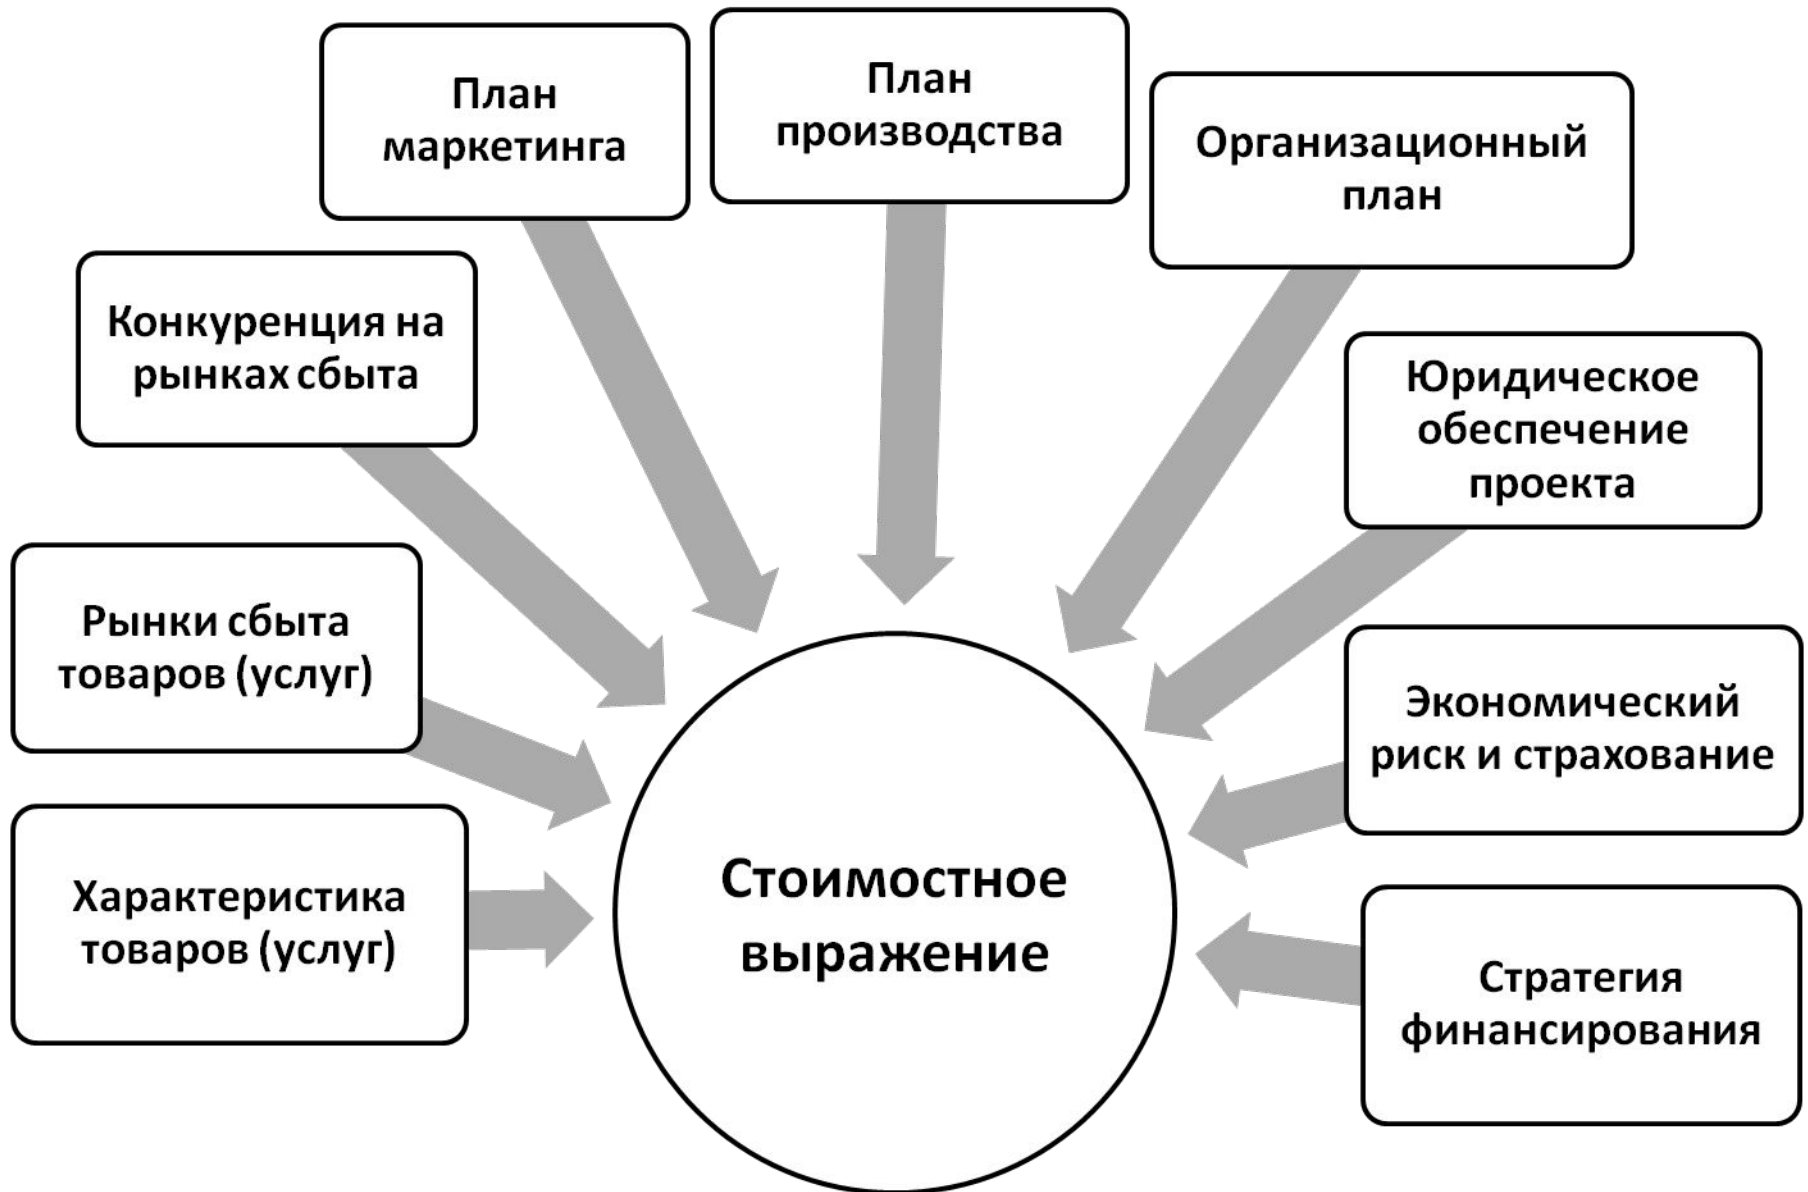 План
маркетинга
План
производства
Организационный
план
Конкуренция на
рынках сбыта
Юридическое
обеспечение
проекта
Рынки сбыта
товаров (услуг)
Экономический
риск и страхование
Характеристика
товаров (услуг)
Стоимостное
выражение
Стратегия
финансирования